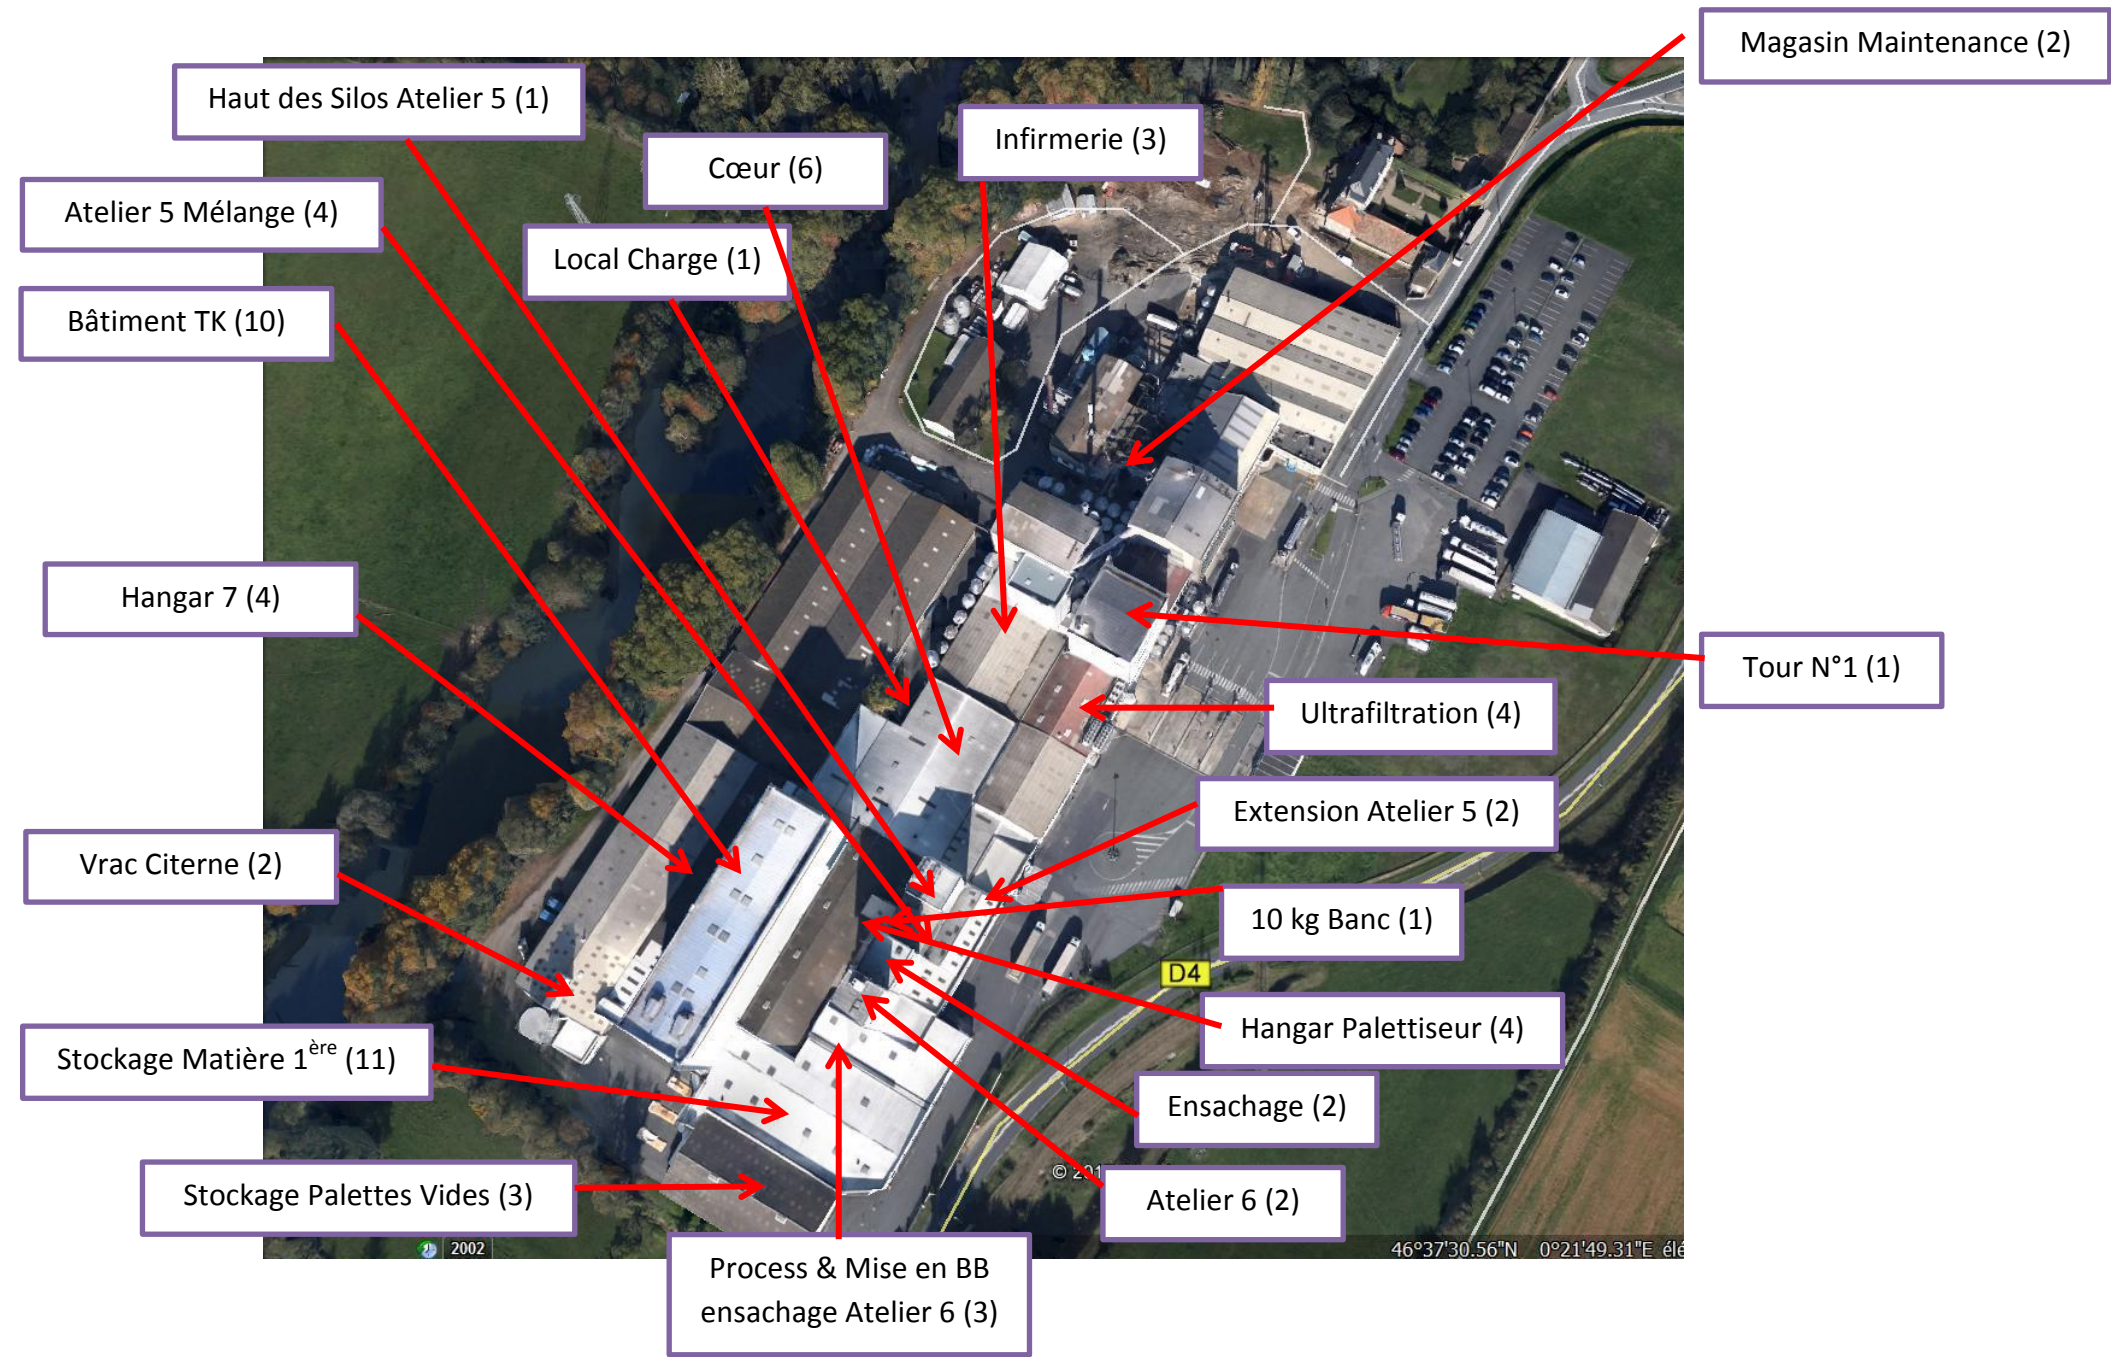 Magasin Maintenance (2)
Haut des Silos Atelier 5 (1)
Infirmerie (3)
Cœur (6)
Atelier 5 Mélange (4)
Local Charge (1)
Bâtiment TK (10)
Hangar 7 (4)
Tour N°1 (1)
Ultrafiltration (4)
Extension Atelier 5 (2)
Vrac Citerne (2)
10 kg Banc (1)
D4
Hangar Palettiseur (4)
Stockage Matière 1ère (11)
Ensachage (2)
Stockage Palettes Vides (3)
Atelier 6 (2)
2002
46°37'30.56"N 0°21'49.31"E
Process & Mise en BB
ensachage Atelier 6 (3)